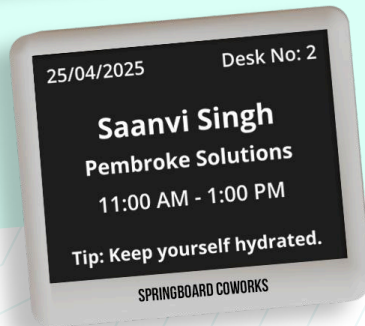 25/04/2025 Desk No: 2
Saanvi Singh
Pembroke Solutions
11:00 AM - 1:00 PM
Tip: Keep yourself hydrated.
SPRINGBOARD COWORKS